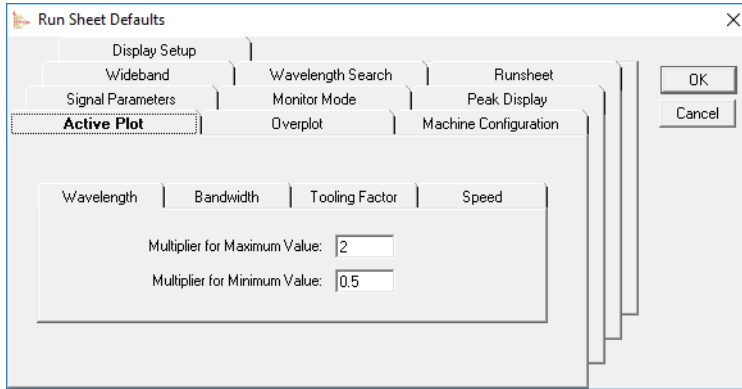 Run Sheet Defaults
Display Setup
Wideband Wavelength Search Runsheet
Signal Parameters Monitor Mode Peak Display
Active Plot Overplot Machine Configuration
OK
Cancel
Wavelength Bandwidth Tooling Factor Speed
Multiplier for Maximum Value: 2
Multiplier for Minimum Value: 0.5